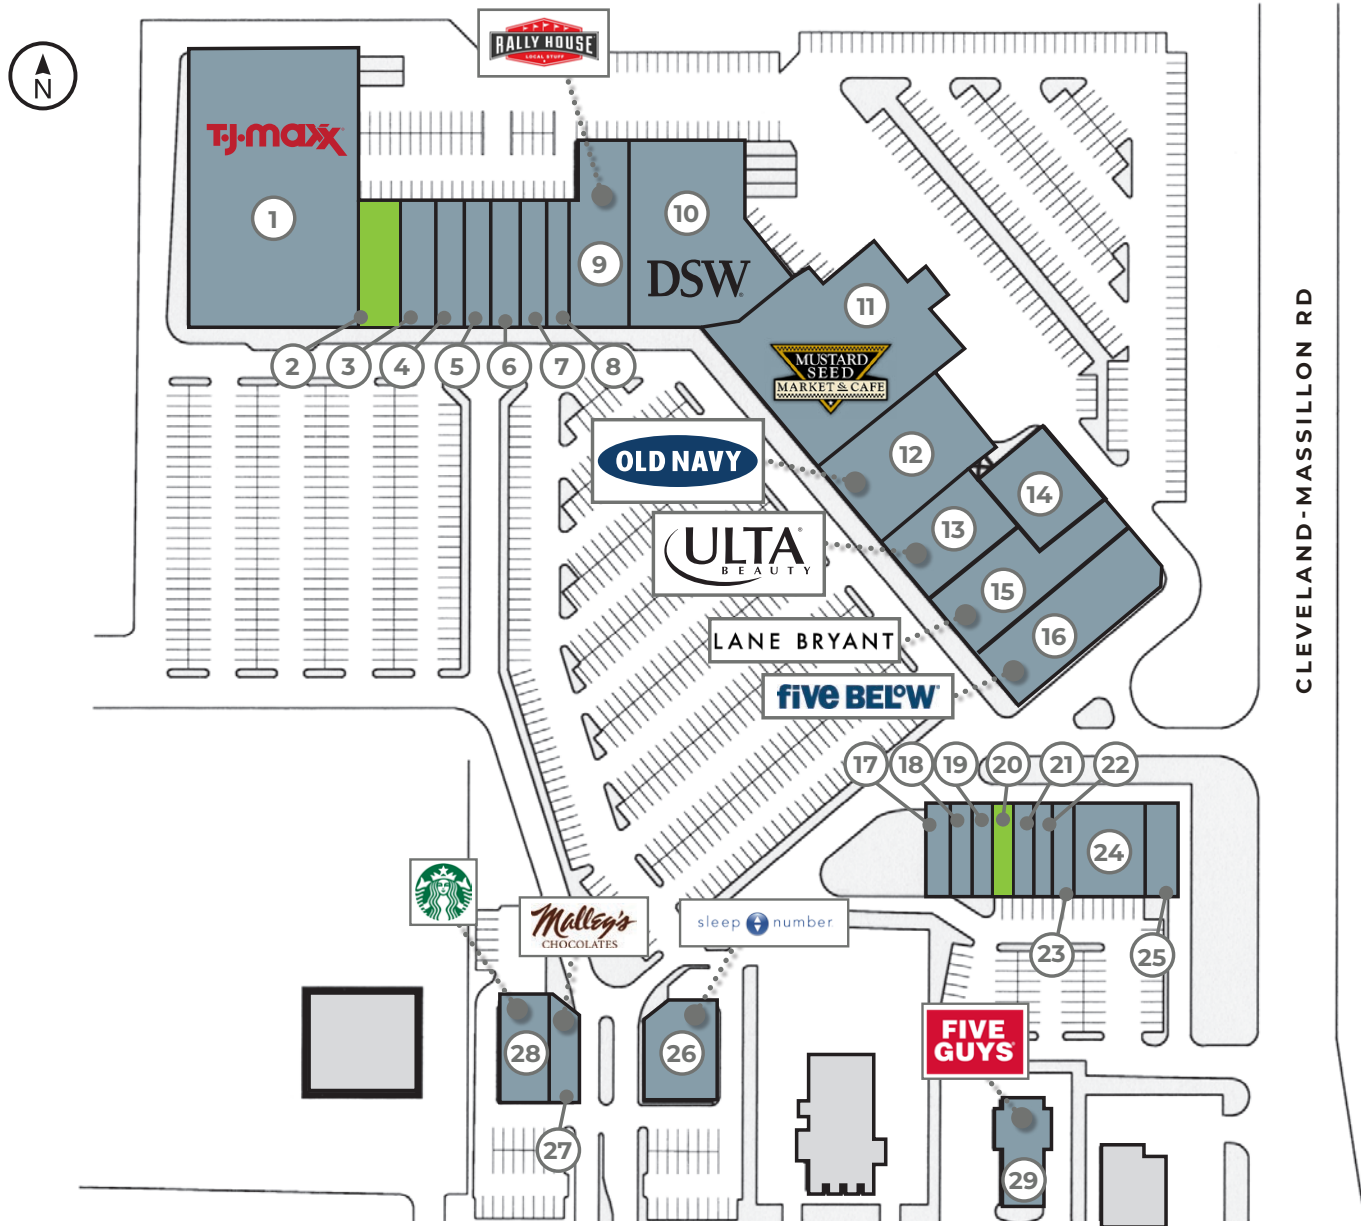 RALLY HOUSE
LOCAL STUFF
N
T·J·maxx
1
10
9
DSW
11
2
3
4
5
6
7
8
MUSTARD
SEED
MARKET & CAFE
CLEVELAND-MASSILLON RD
OLD NAVY
12
14
13
ULTA
BEAUTY
15
16
LANE BRYANT
five BELOW
17
18
19
20
21
22
24
23
25
Malley's
CHOCOLATES
sleep number
FIVE
GUYS
28
26
27
29